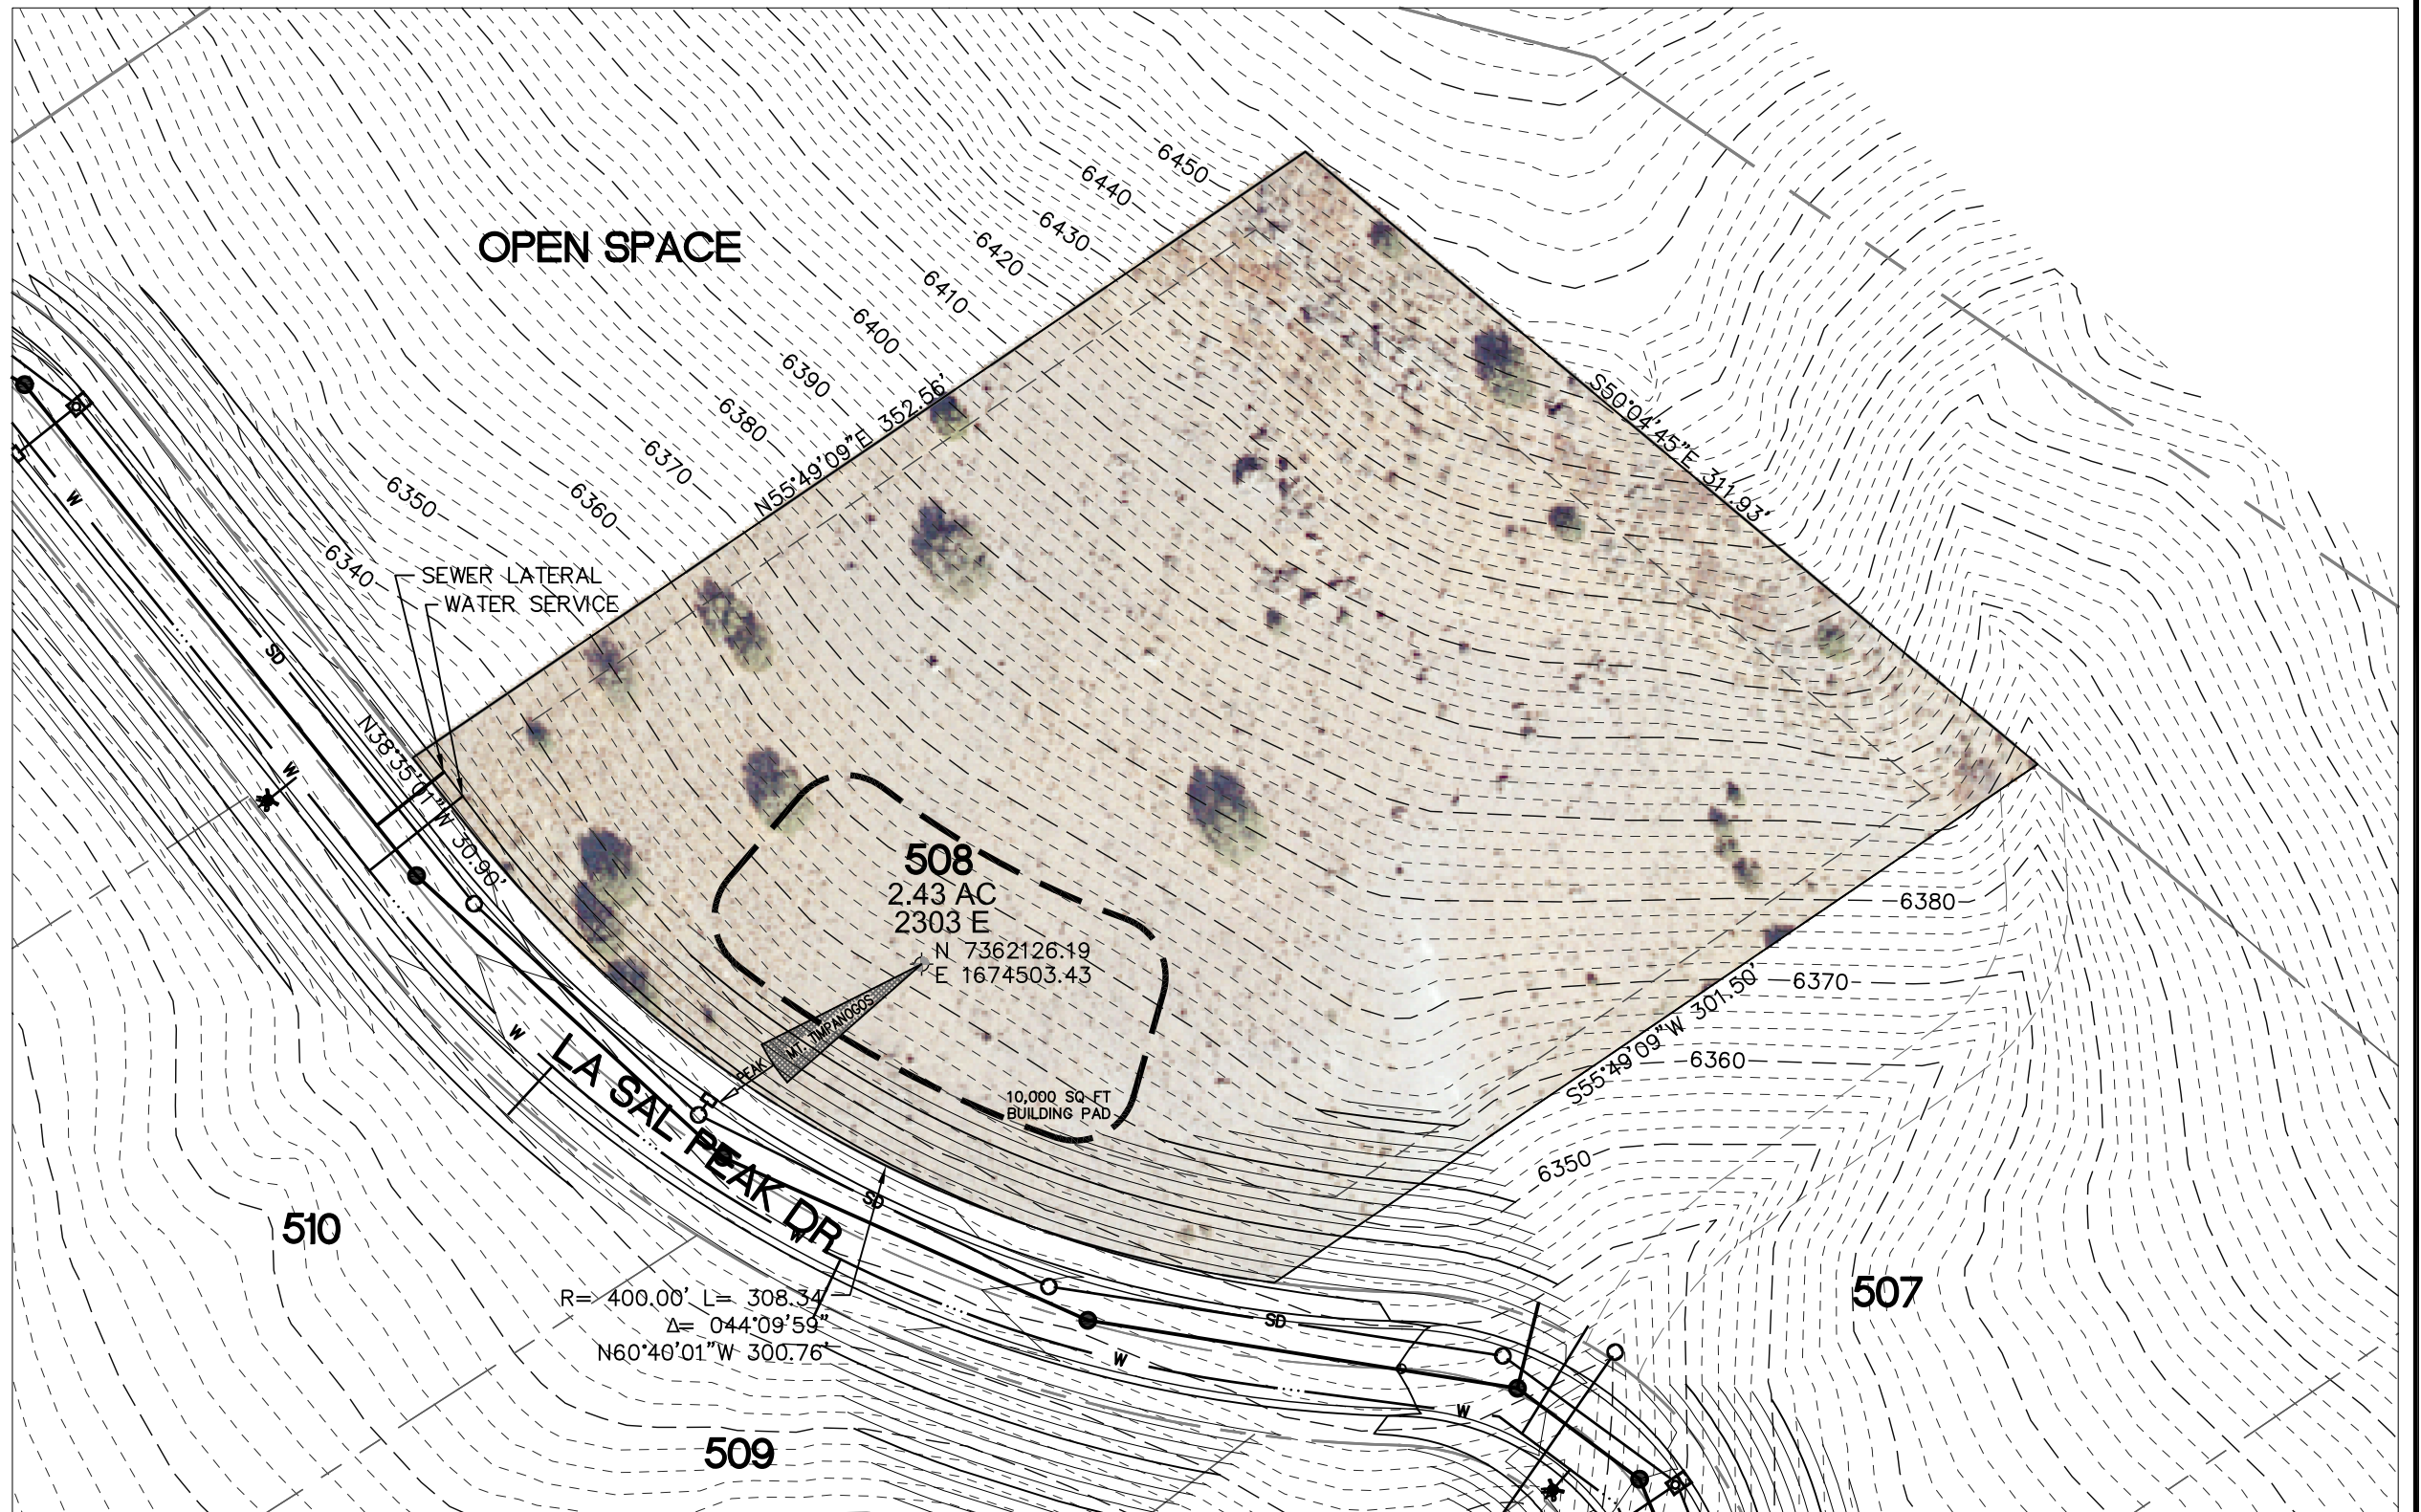 OPEN SPACE
6450
6440
6430
6420
6410
6400
6390
6380
6370
6360
6350
6340
N55°49'09"E 352.56'
S50°04'45"E 311.93'
SEWER LATERAL
WATER SERVICE
W
SD
W
N38°35'01"W 30.90'
508
2.43 AC
2303 E
N 7362126.19
E 1674503.43
MT. TIMPANOGOS
PEAK
10,000 SQ FT
BUILDING PAD
6380
6370
6360
6350
S55°49'09"W 301.50'
W
LA SAL PEAK DR
SD
W
510
R= 400.00' L= 308.34'
Δ= 044°09'59"
N60°40'01"W 300.76'
SD
W
W
507
509